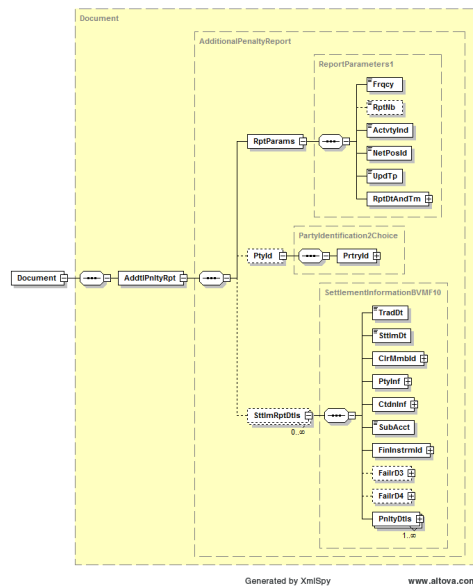 Document
AdditionalPenaltyReport
ReportParameters1
Frqcy
RptNb
ActvtyInd
NetPosId
UpdTp
RptDtAndTm
RptParams
PartyIdentification2Choice
PtyId
PrtryId
Document
AddtlPnltyRpt
SettlementInformationBVMF10
TradDt
SttlmDt
ClrMmbId
PtyInf
CtdnInf
SubAcct
FinInstrmId
FailrD3
FailrD4
PnltyDtls
1..∞
SttlmRptDtls
0..∞
Generated by XmlSpy
www.altova.com